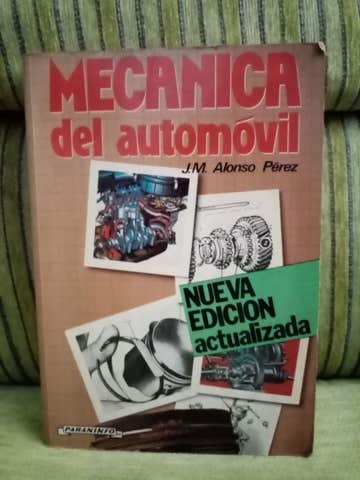 MECANICA
del automóvil
J.M. Alonso Pérez
NUEVA
EDICION
actualizada
PARANINFO